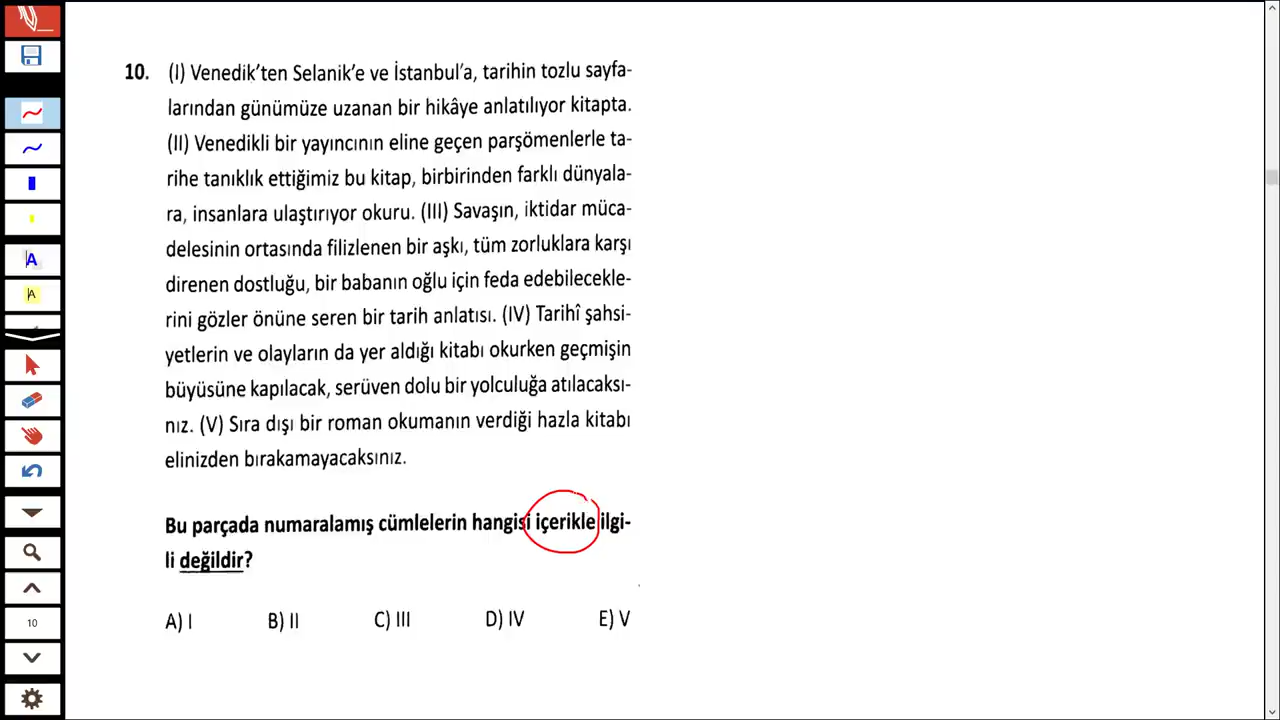 10. (I) Venedik’ten Selanik’e ve İstanbul’a, tarihin tozlu sayfa-
larından günümüze uzanan bir hikâye anlatılıyor kitapta.
(II) Venedikli bir yayıncının eline geçen parşömenlerle ta-
rihe tanıklık ettiğimiz bu kitap, birbirinden farklı dünyala-
ra, insanlara ulaştırıyor okuru. (III) Savaşın, iktidar müca-
delesinin ortasında filizlenen bir aşkı, tüm zorluklara karşı
direnen dostluğu, bir babanın oğlu için feda edebilecekle-
rini gözler önüne seren bir tarih anlatısı. (IV) Tarihî şahsi-
yetlerin ve olayların da yer aldığı kitabı okurken geçmişin
büyüsüne kapılacak, serüven dolu bir yolculuğa atılacaksı-
nız. (V) Sıra dışı bir roman okumanın verdiği hazla kitabı
elinizden bırakamayacaksınız.
Bu parçada numaralamış cümlelerin hangisi içerikle ilgi-
li değildir?
A) I B) II C) III D) IV E) V
A
A
10